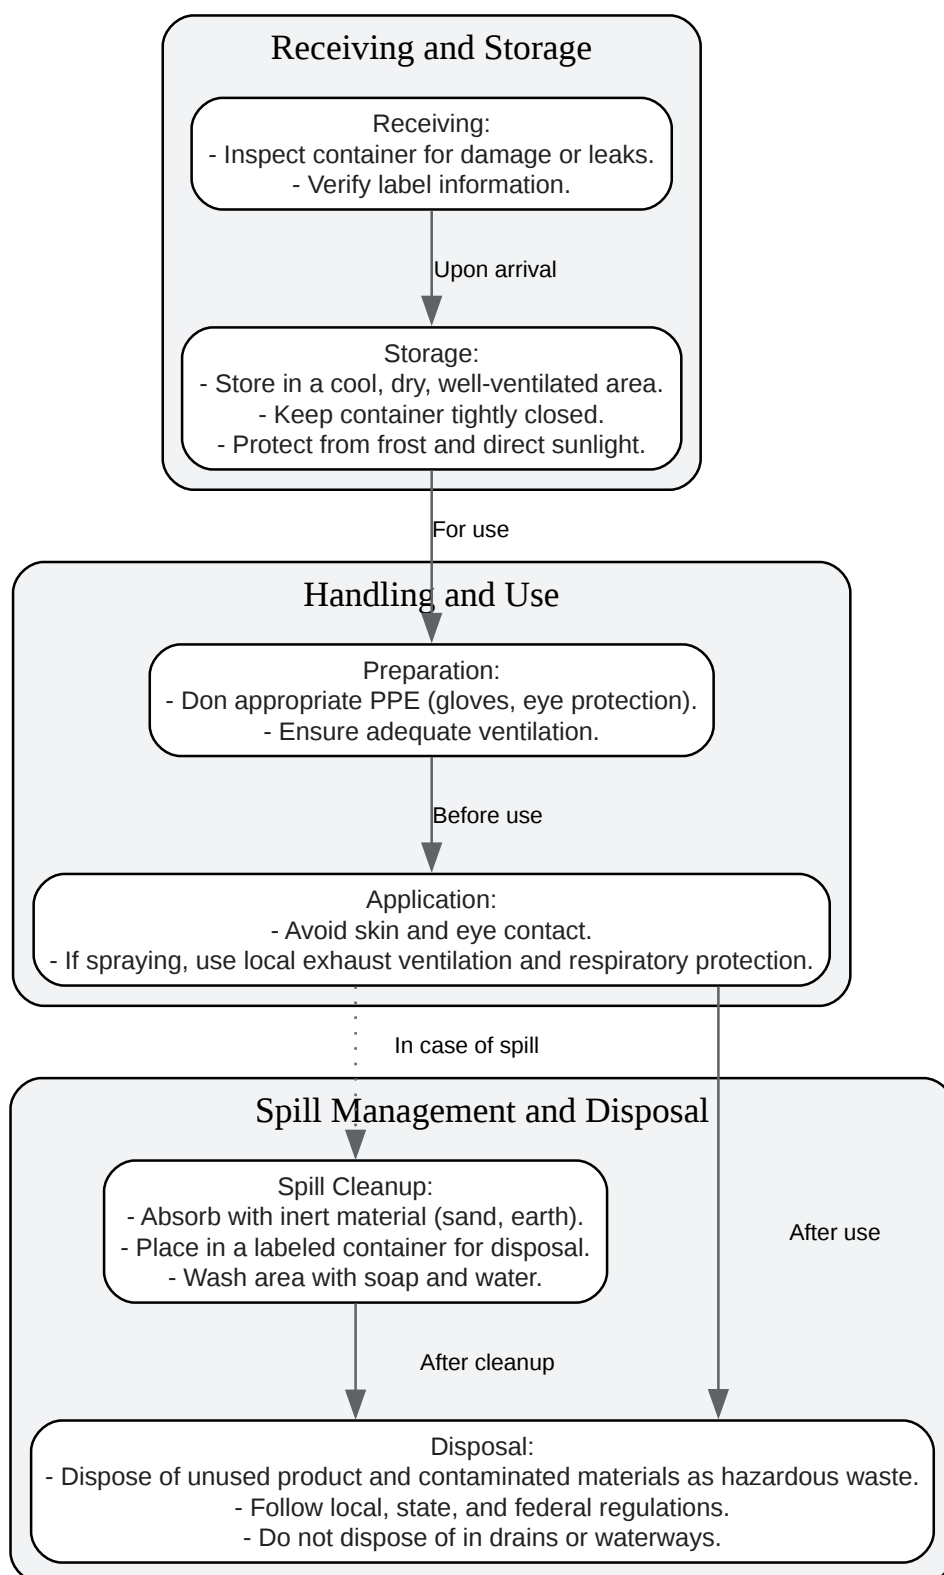 Receiving and Storage
Receiving:
- Inspect container for damage or leaks.
- Verify label information.
Upon arrival
Storage:
- Store in a cool, dry, well-ventilated area.
- Keep container tightly closed.
- Protect from frost and direct sunlight.
For use
Handling and Use
Preparation:
- Don appropriate PPE (gloves, eye protection).
- Ensure adequate ventilation.
Before use
Application:
- Avoid skin and eye contact.
- If spraying, use local exhaust ventilation and respiratory protection.
In case of spill
Spill Management and Disposal
Spill Cleanup:
- Absorb with inert material (sand, earth).
- Place in a labeled container for disposal.
- Wash area with soap and water.
After use
After cleanup
Disposal:
- Dispose of unused product and contaminated materials as hazardous waste.
- Follow local, state, and federal regulations.
- Do not dispose of in drains or waterways.